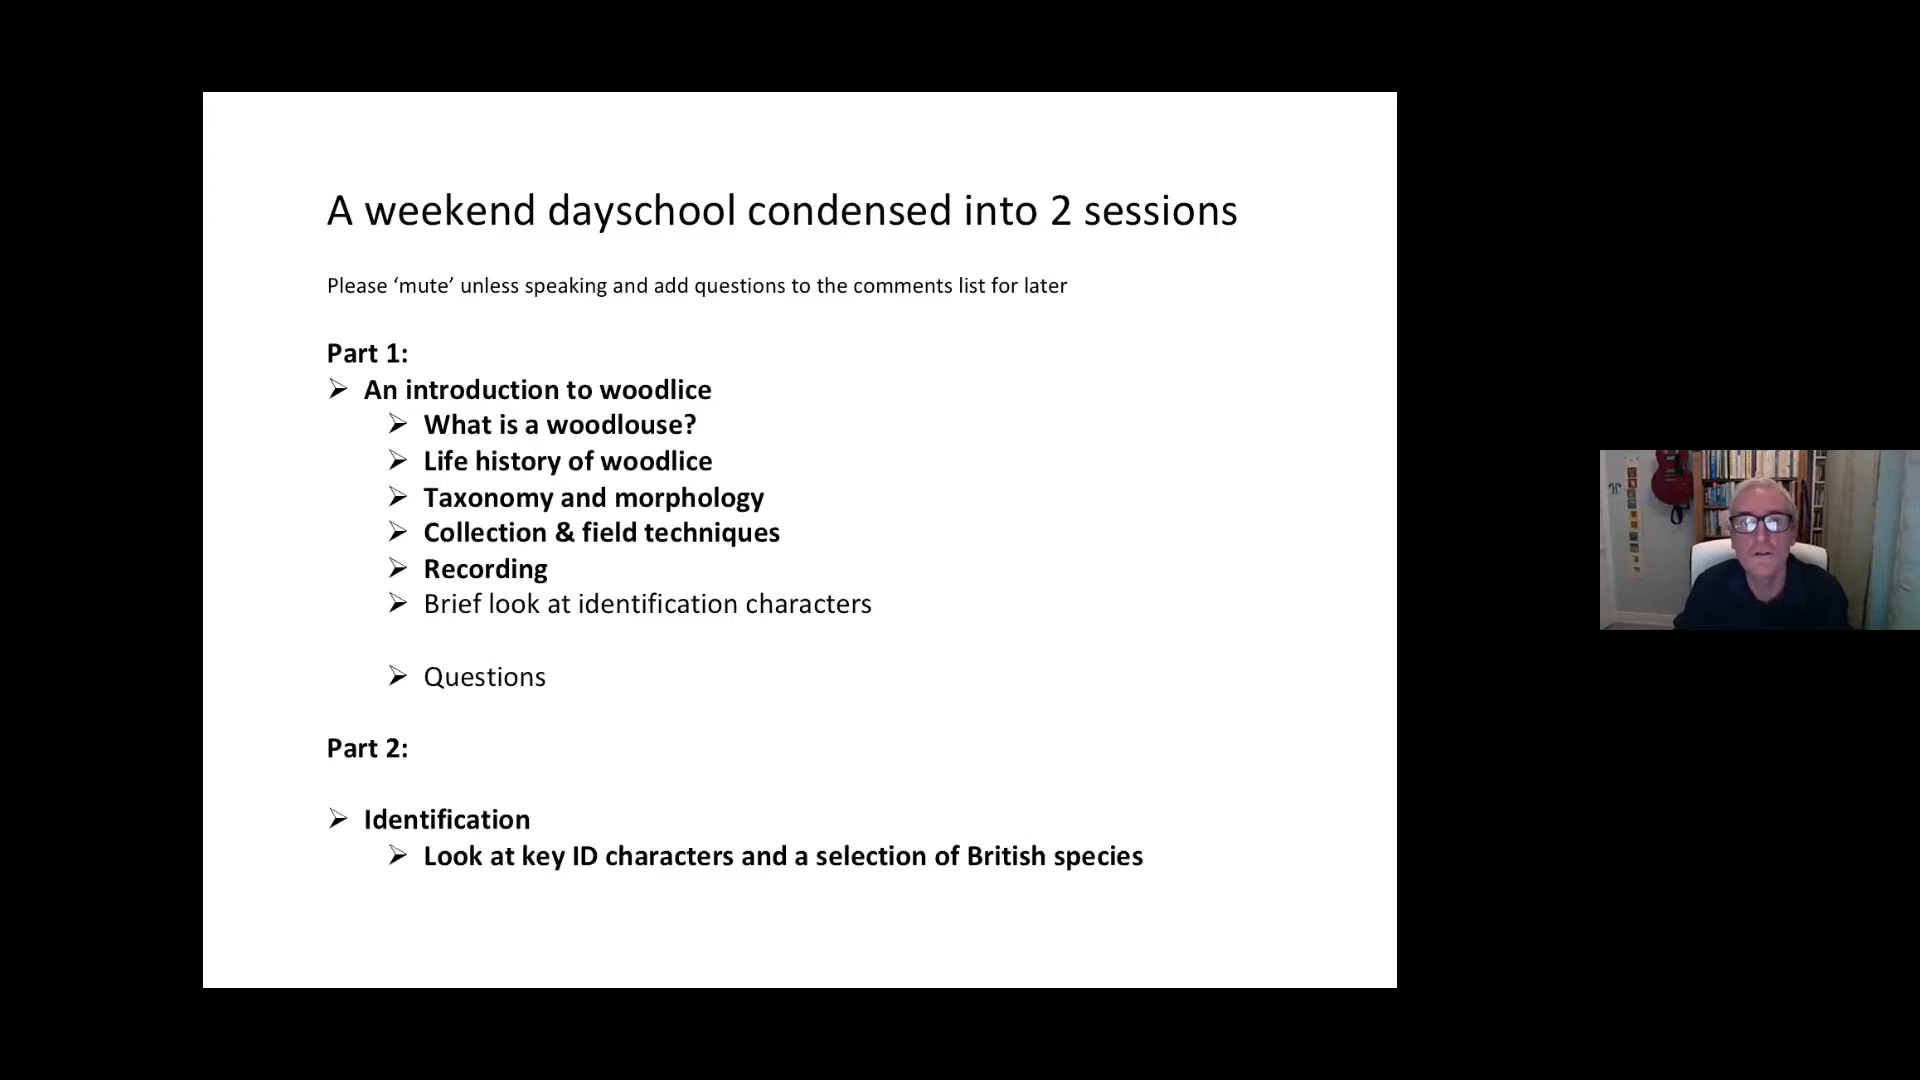 A weekend dayschool condensed into 2 sessions
Please ‘mute’ unless speaking and add questions to the comments list for later
Part 1:
➢ An introduction to woodlice
➢ What is a woodlouse?
➢ Life history of woodlice
➢ Taxonomy and morphology
➢ Collection & field techniques
➢ Recording
➢ Brief look at identification characters
➢ Questions
Part 2:
➢ Identification
➢ Look at key ID characters and a selection of British species